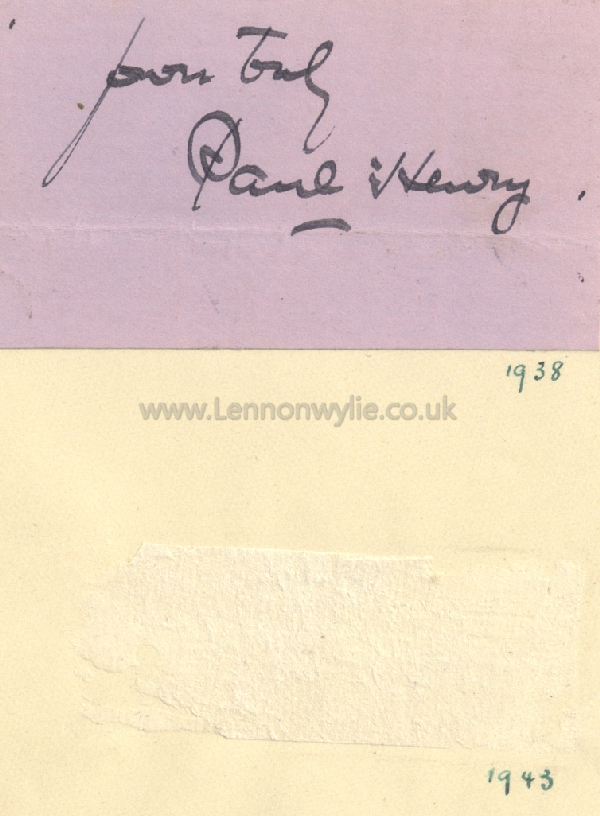 yours Truly
Paul Henry .
1938
www.Lennonwylie.co.uk
1943